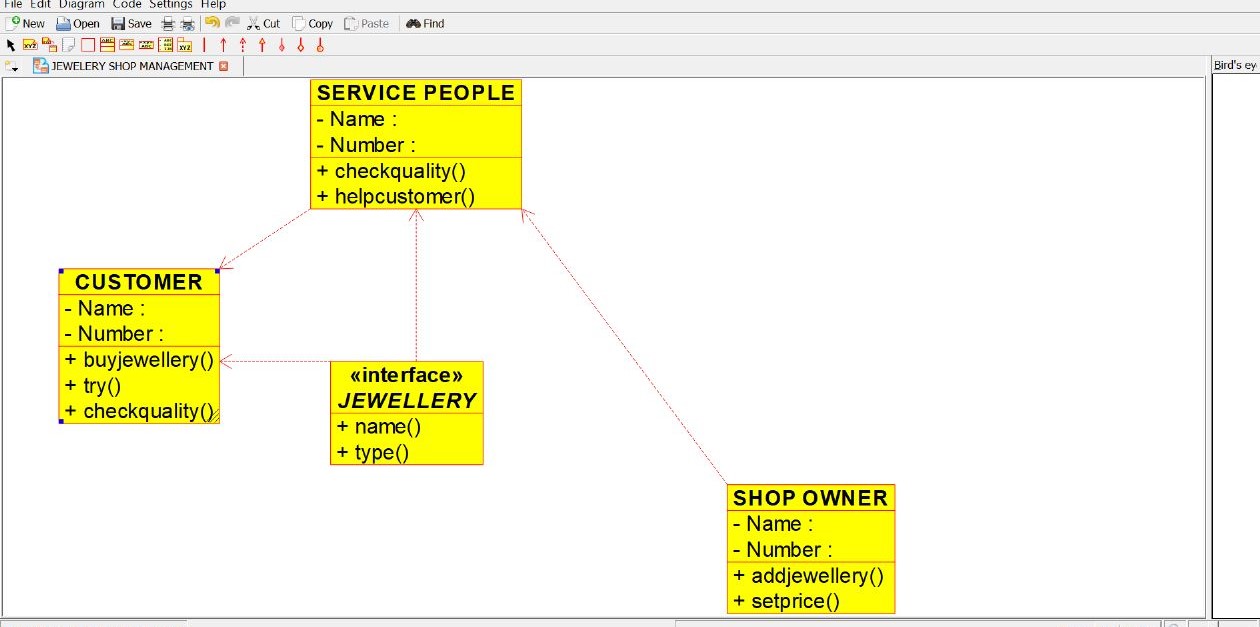 File Edit Diagram Code Settings Help
New Open Save Cut Copy Paste Find
JEWELERY SHOP MANAGEMENT
Bird's ey
SERVICE PEOPLE
- Name :
- Number :
+ checkquality()
+ helpcustomer()
CUSTOMER
- Name :
- Number :
+ buyjewellery()
+ try()
+ checkquality()
«interface»
JEWELLERY
+ name()
+ type()
SHOP OWNER
- Name :
- Number :
+ addjewellery()
+ setprice()